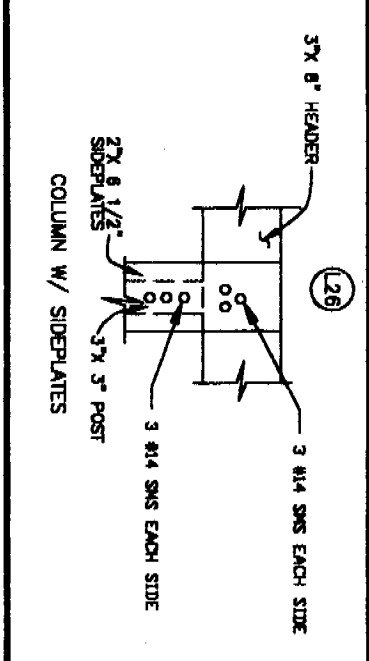 L26
3"X 8" HEADER
3 #14 SMS EACH SIDE
2"X 6 1/2"
SIDEPLATES
3"X 3" POST
3 #14 SMS EACH SIDE
COLUMN W/ SIDEPLATES